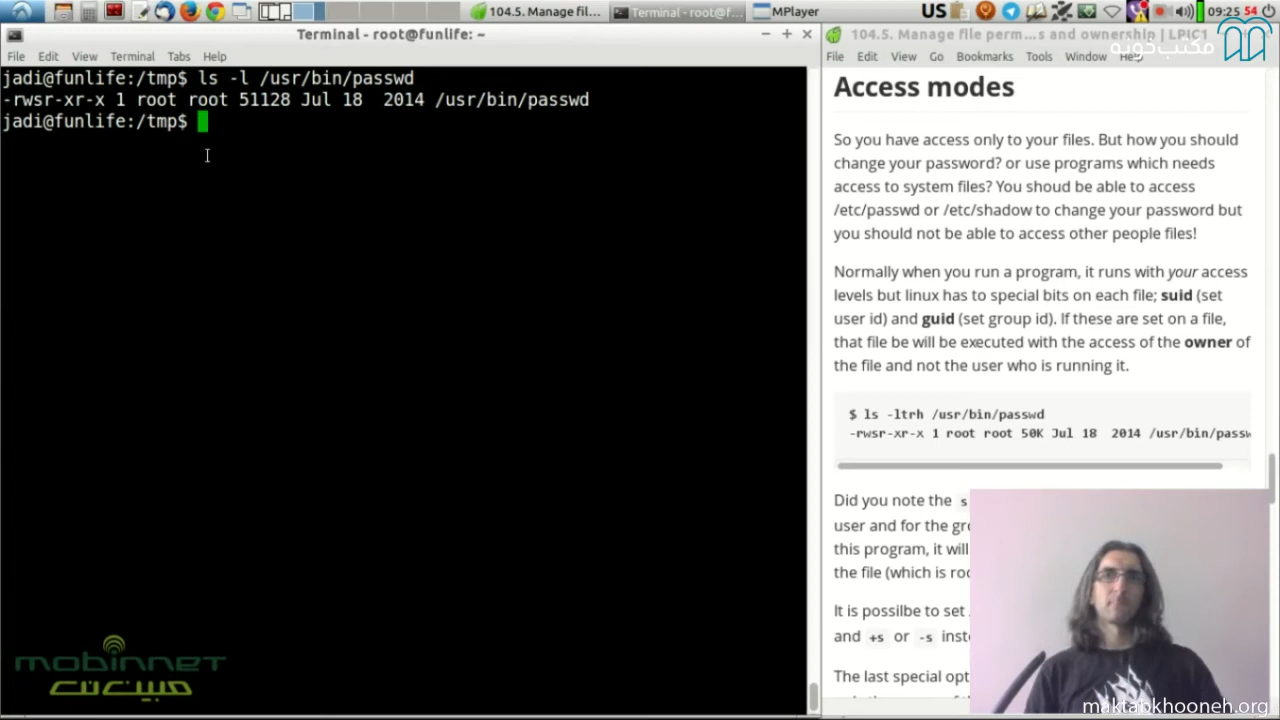 104.5. Manage fil...
Terminal - root@f...
MPlayer
US
09:25 54
Terminal - root@funlife: ~
File Edit View Terminal Tabs Help
jadi@funlife:/tmp$ ls -l /usr/bin/passwd
-rwsr-xr-x 1 root root 51128 Jul 18  2014 /usr/bin/passwd
jadi@funlife:/tmp$
mobinnet
مبین نت
104.5. Manage file perm...s and ownership | LPIC1
مکتب‌خونه
File Edit View Go Bookmarks Tools Window Help
Access modes
So you have access only to your files. But how you should
change your password? or use programs which needs
access to system files? You shoud be able to access
/etc/passwd or /etc/shadow to change your password but
you should not be able to access other people files!
Normally when you run a program, it runs with your access
levels but linux has to special bits on each file; suid (set
user id) and guid (set group id). If these are set on a file,
that file be will be executed with the access of the owner of
the file and not the user who is running it.
$ ls -ltrh /usr/bin/passwd
-rwsr-xr-x 1 root root 50K Jul 18  2014 /usr/bin/passw
Did you note the s
user and for the gro
this program, it will
the file (which is roo
It is possilbe to set
and +s or -s inste
The last special opt
maktabkhooneh.org